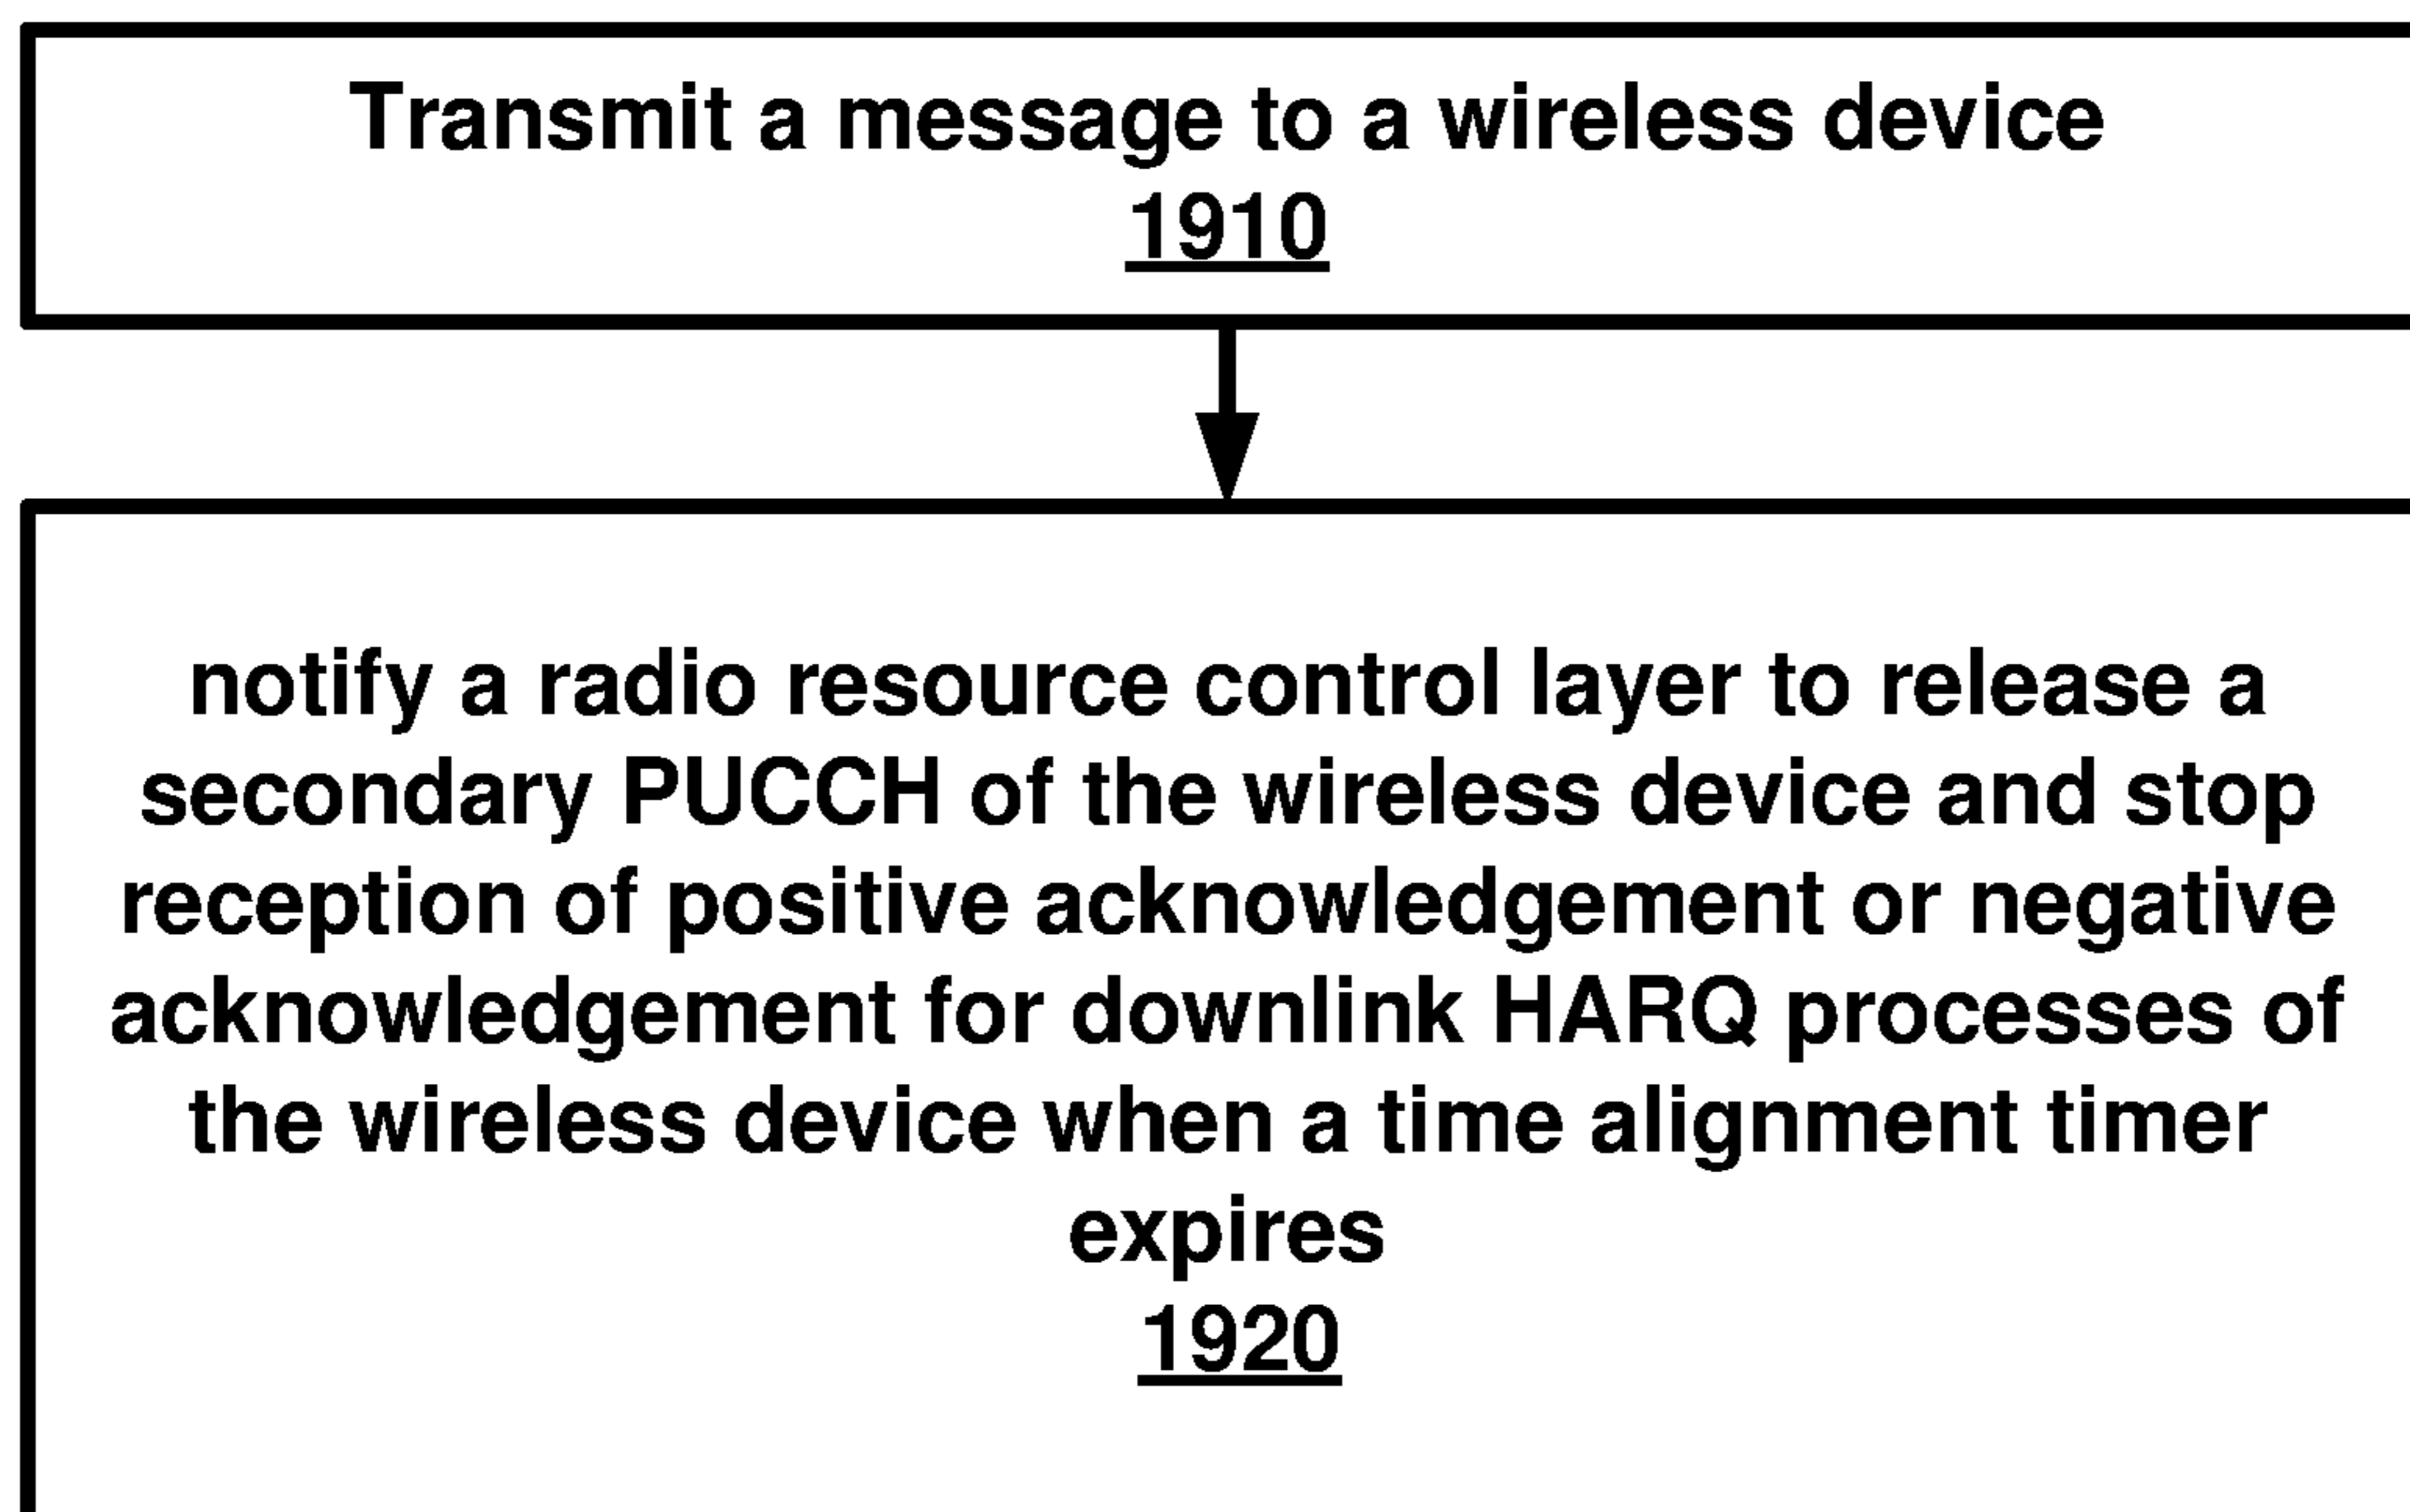 Transmit a message to a wireless device
1910
notify a radio resource control layer to release a
secondary PUCCH of the wireless device and stop
reception of positive acknowledgement or negative
acknowledgement for downlink HARQ processes of
the wireless device when a time alignment timer
expires
1920